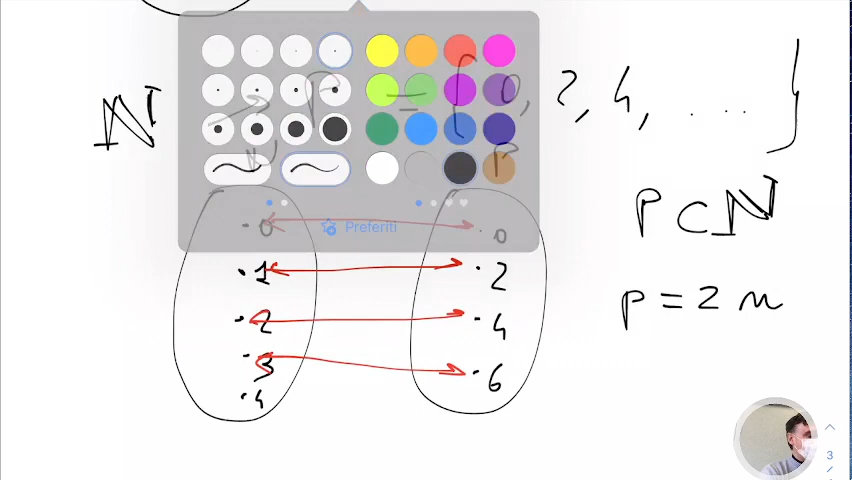 ℕ ⊃ P = { 0, 2, 4, ... }
ℕ P
P ⊂ ℕ
Preferiti
0 0
1 2
2 4
3 6
4
p = 2n
3